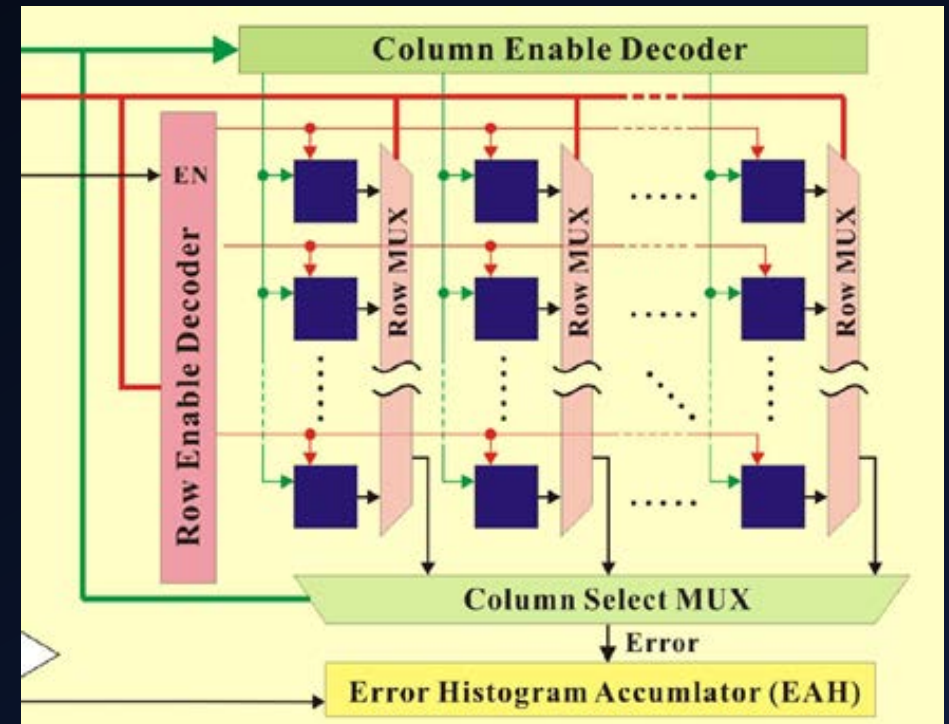 Column Enable Decoder
EN
Row Enable Decoder
Row MUX
Row MUX
Row MUX
Column Select MUX
Error
Error Histogram Accumlator (EAH)